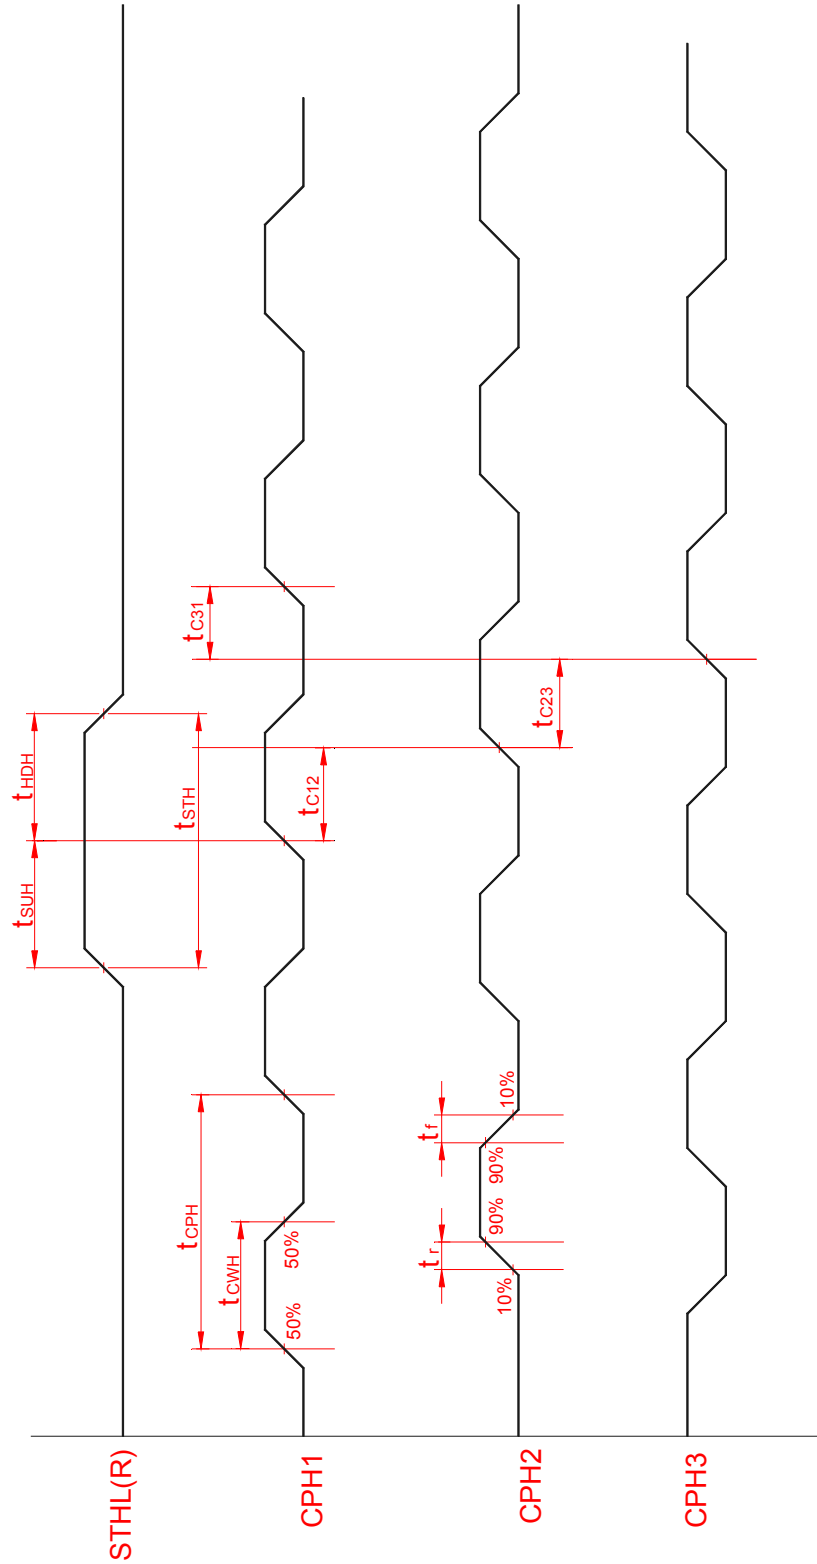 STHL(R)
tSUH
tHDH
tSTH
CPH1
tCPH
tCWH
50%
50%
tC12
tC31
CPH2
tr
tf
10%
90%
90%
10%
tC23
CPH3